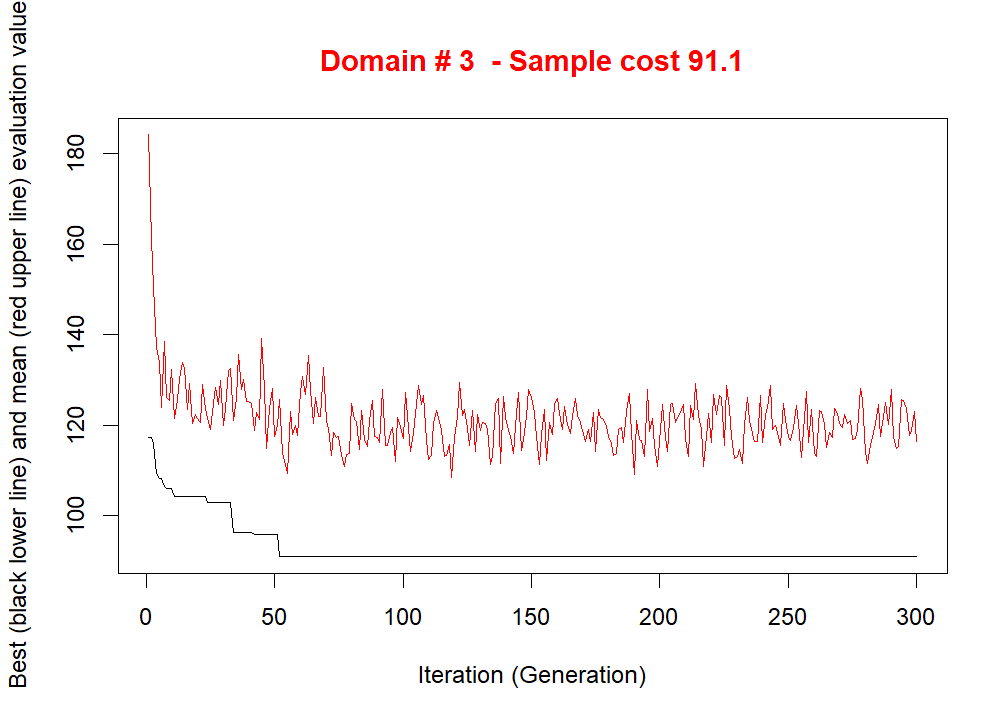 Domain # 3  - Sample cost 91.1
Best (black lower line) and mean (red upper line) evaluation value
180
160
140
120
100
0 50 100 150 200 250 300
Iteration (Generation)